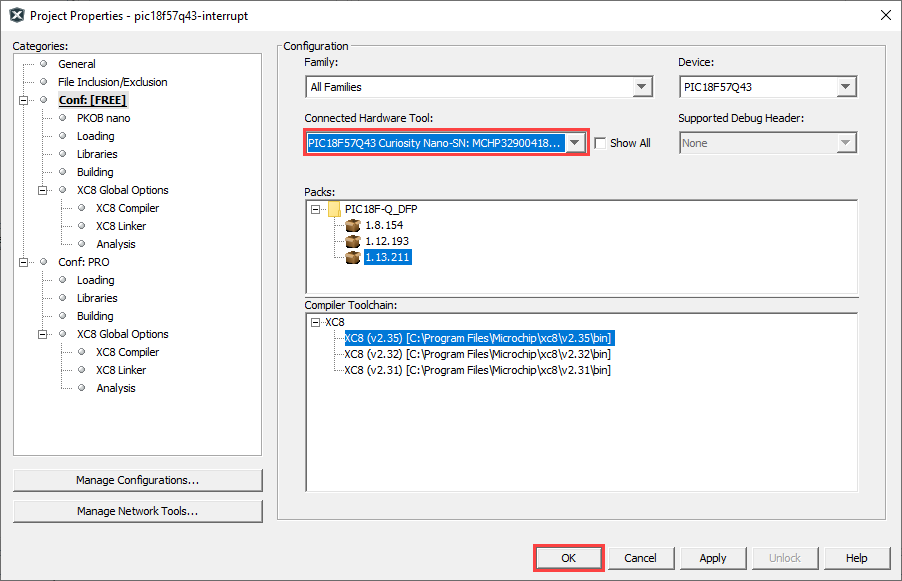 Project Properties - pic18f57q43-interrupt
Categories:
General
File Inclusion/Exclusion
Conf: [FREE]
PKOB nano
Loading
Libraries
Building
XC8 Global Options
XC8 Compiler
XC8 Linker
Analysis
Conf: PRO
Loading
Libraries
Building
XC8 Global Options
XC8 Compiler
XC8 Linker
Analysis
Manage Configurations...
Manage Network Tools...
Configuration
Family:
All Families
Device:
PIC18F57Q43
Connected Hardware Tool:
PIC18F57Q43 Curiosity Nano-SN: MCHP32900418...
Show All
Supported Debug Header:
None
Packs:
PIC18F-Q_DFP
1.8.154
1.12.193
1.13.211
Compiler Toolchain:
XC8
XC8 (v2.35) [C:\Program Files\Microchip\xc8\v2.35\bin]
XC8 (v2.32) [C:\Program Files\Microchip\xc8\v2.32\bin]
XC8 (v2.31) [C:\Program Files\Microchip\xc8\v2.31\bin]
OK
Cancel
Apply
Unlock
Help